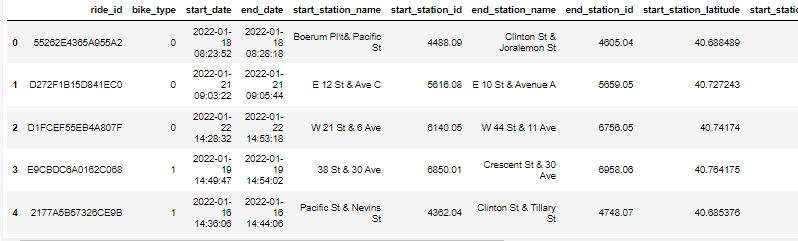 ride_id bike_type start_date end_date start_station_name start_station_id end_station_name end_station_id start_station_latitude start_station
0 55262E4365A955A2 0 2022-01-18 08:23:52 2022-01-18 08:28:18 Boerum Pl\t& Pacific St 4488.09 Clinton St & Joralemon St 4605.04 40.688489
1 D272F1B15D841EC0 0 2022-01-21 09:03:22 2022-01-21 09:05:44 E 12 St & Ave C 5616.08 E 10 St & Avenue A 5659.05 40.727243
2 D1FCEF55EB4A807F 0 2022-01-22 14:28:32 2022-01-22 14:53:18 W 21 St & 6 Ave 6140.05 W 44 St & 11 Ave 6756.05 40.74174
3 E9CBDC6A0162C068 1 2022-01-19 14:49:47 2022-01-19 14:54:02 38 St & 30 Ave 6850.01 Crescent St & 30 Ave 6958.06 40.764175
4 2177A5B57326CE9B 1 2022-01-16 14:36:06 2022-01-16 14:44:06 Pacific St & Nevins St 4362.04 Clinton St & Tillary St 4748.07 40.685376